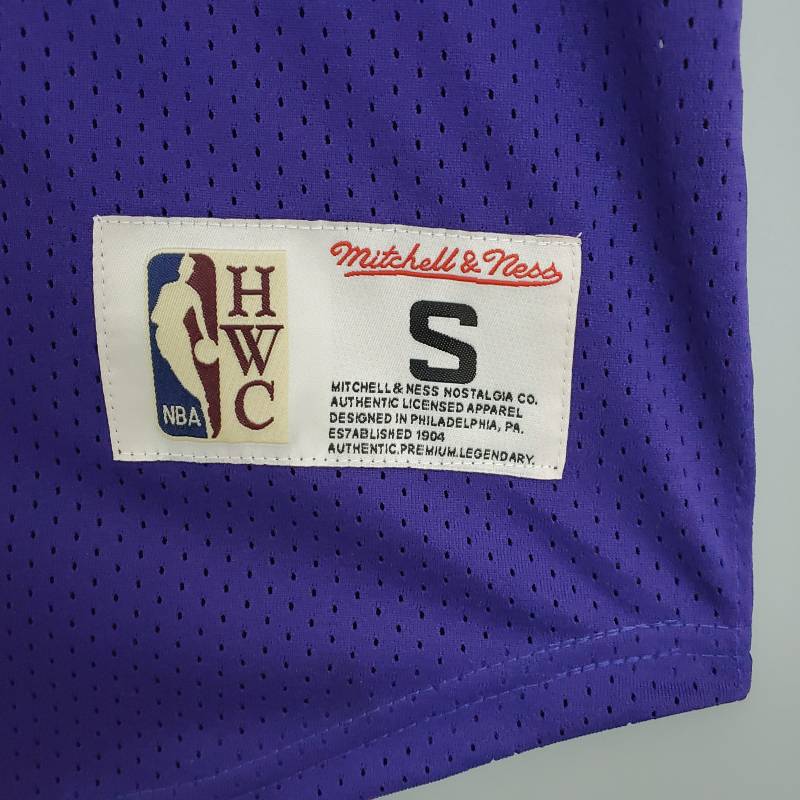 NBA
H
W
C
Mitchell & Ness
S
MITCHELL & NESS NOSTALGIA CO.
AUTHENTIC LICENSED APPAREL
DESIGNED IN PHILADELPHIA, PA.
ESTABLISHED 1904
AUTHENTIC.PREMIUM.LEGENDARY.